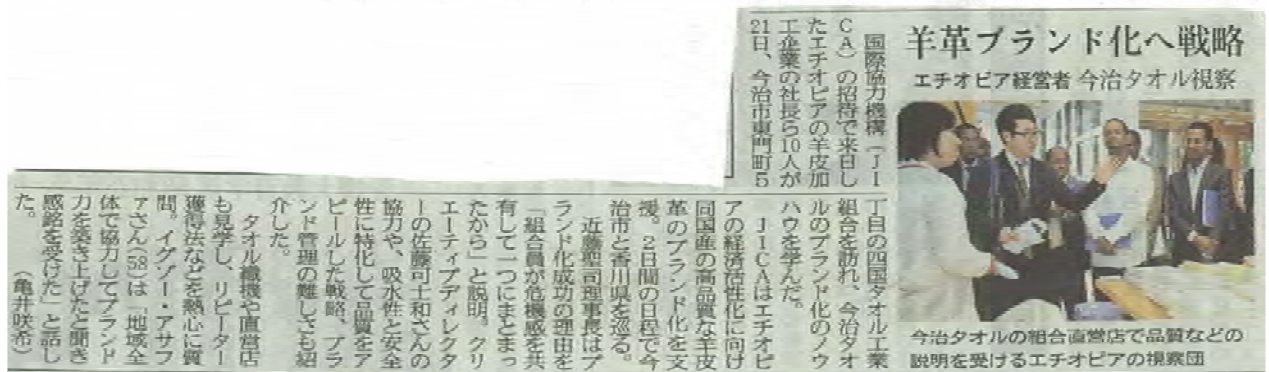 羊革ブランド化へ戦略
エチオピア経営者 今治タオル視察
国際協力機構(JI
CA)の招待で来日し
たエチオピアの羊皮加
工企業の社長ら10人が
21日、今治市東門町5
丁目の四国タオル工業
組合を訪れ、今治タオ
ルのブランド化のノウ
ハウを学んだ。
JICAはエチオピ
アの経済活性化に向け
同国産の高品質な羊皮
革のブランド化を支
援。2日間の日程で今
治市と香川県を巡る。
近藤聖司理事長はブ
ランド化成功の理由を
「組合員が危機感を共
有して一つにまとまっ
たから」と説明。クリ
エーティブディレクタ
ーの佐藤可士和さんの
協力や、吸水性と安全
性に特化して品質をア
ピールした戦略、ブラ
ンド管理の難しさも紹
介した。
タオル織機や直営店
も見学し、リピーター
獲得法などを熱心に質
問。イグゾー・アサフ
ァさん(58)は「地域全
体で協力してブランド
力を築き上げたと聞き
感銘を受けた」と話し
た。 (亀井咲希)
今治タオルの組合直営店で品質などの
説明を受けるエチオピアの視察団